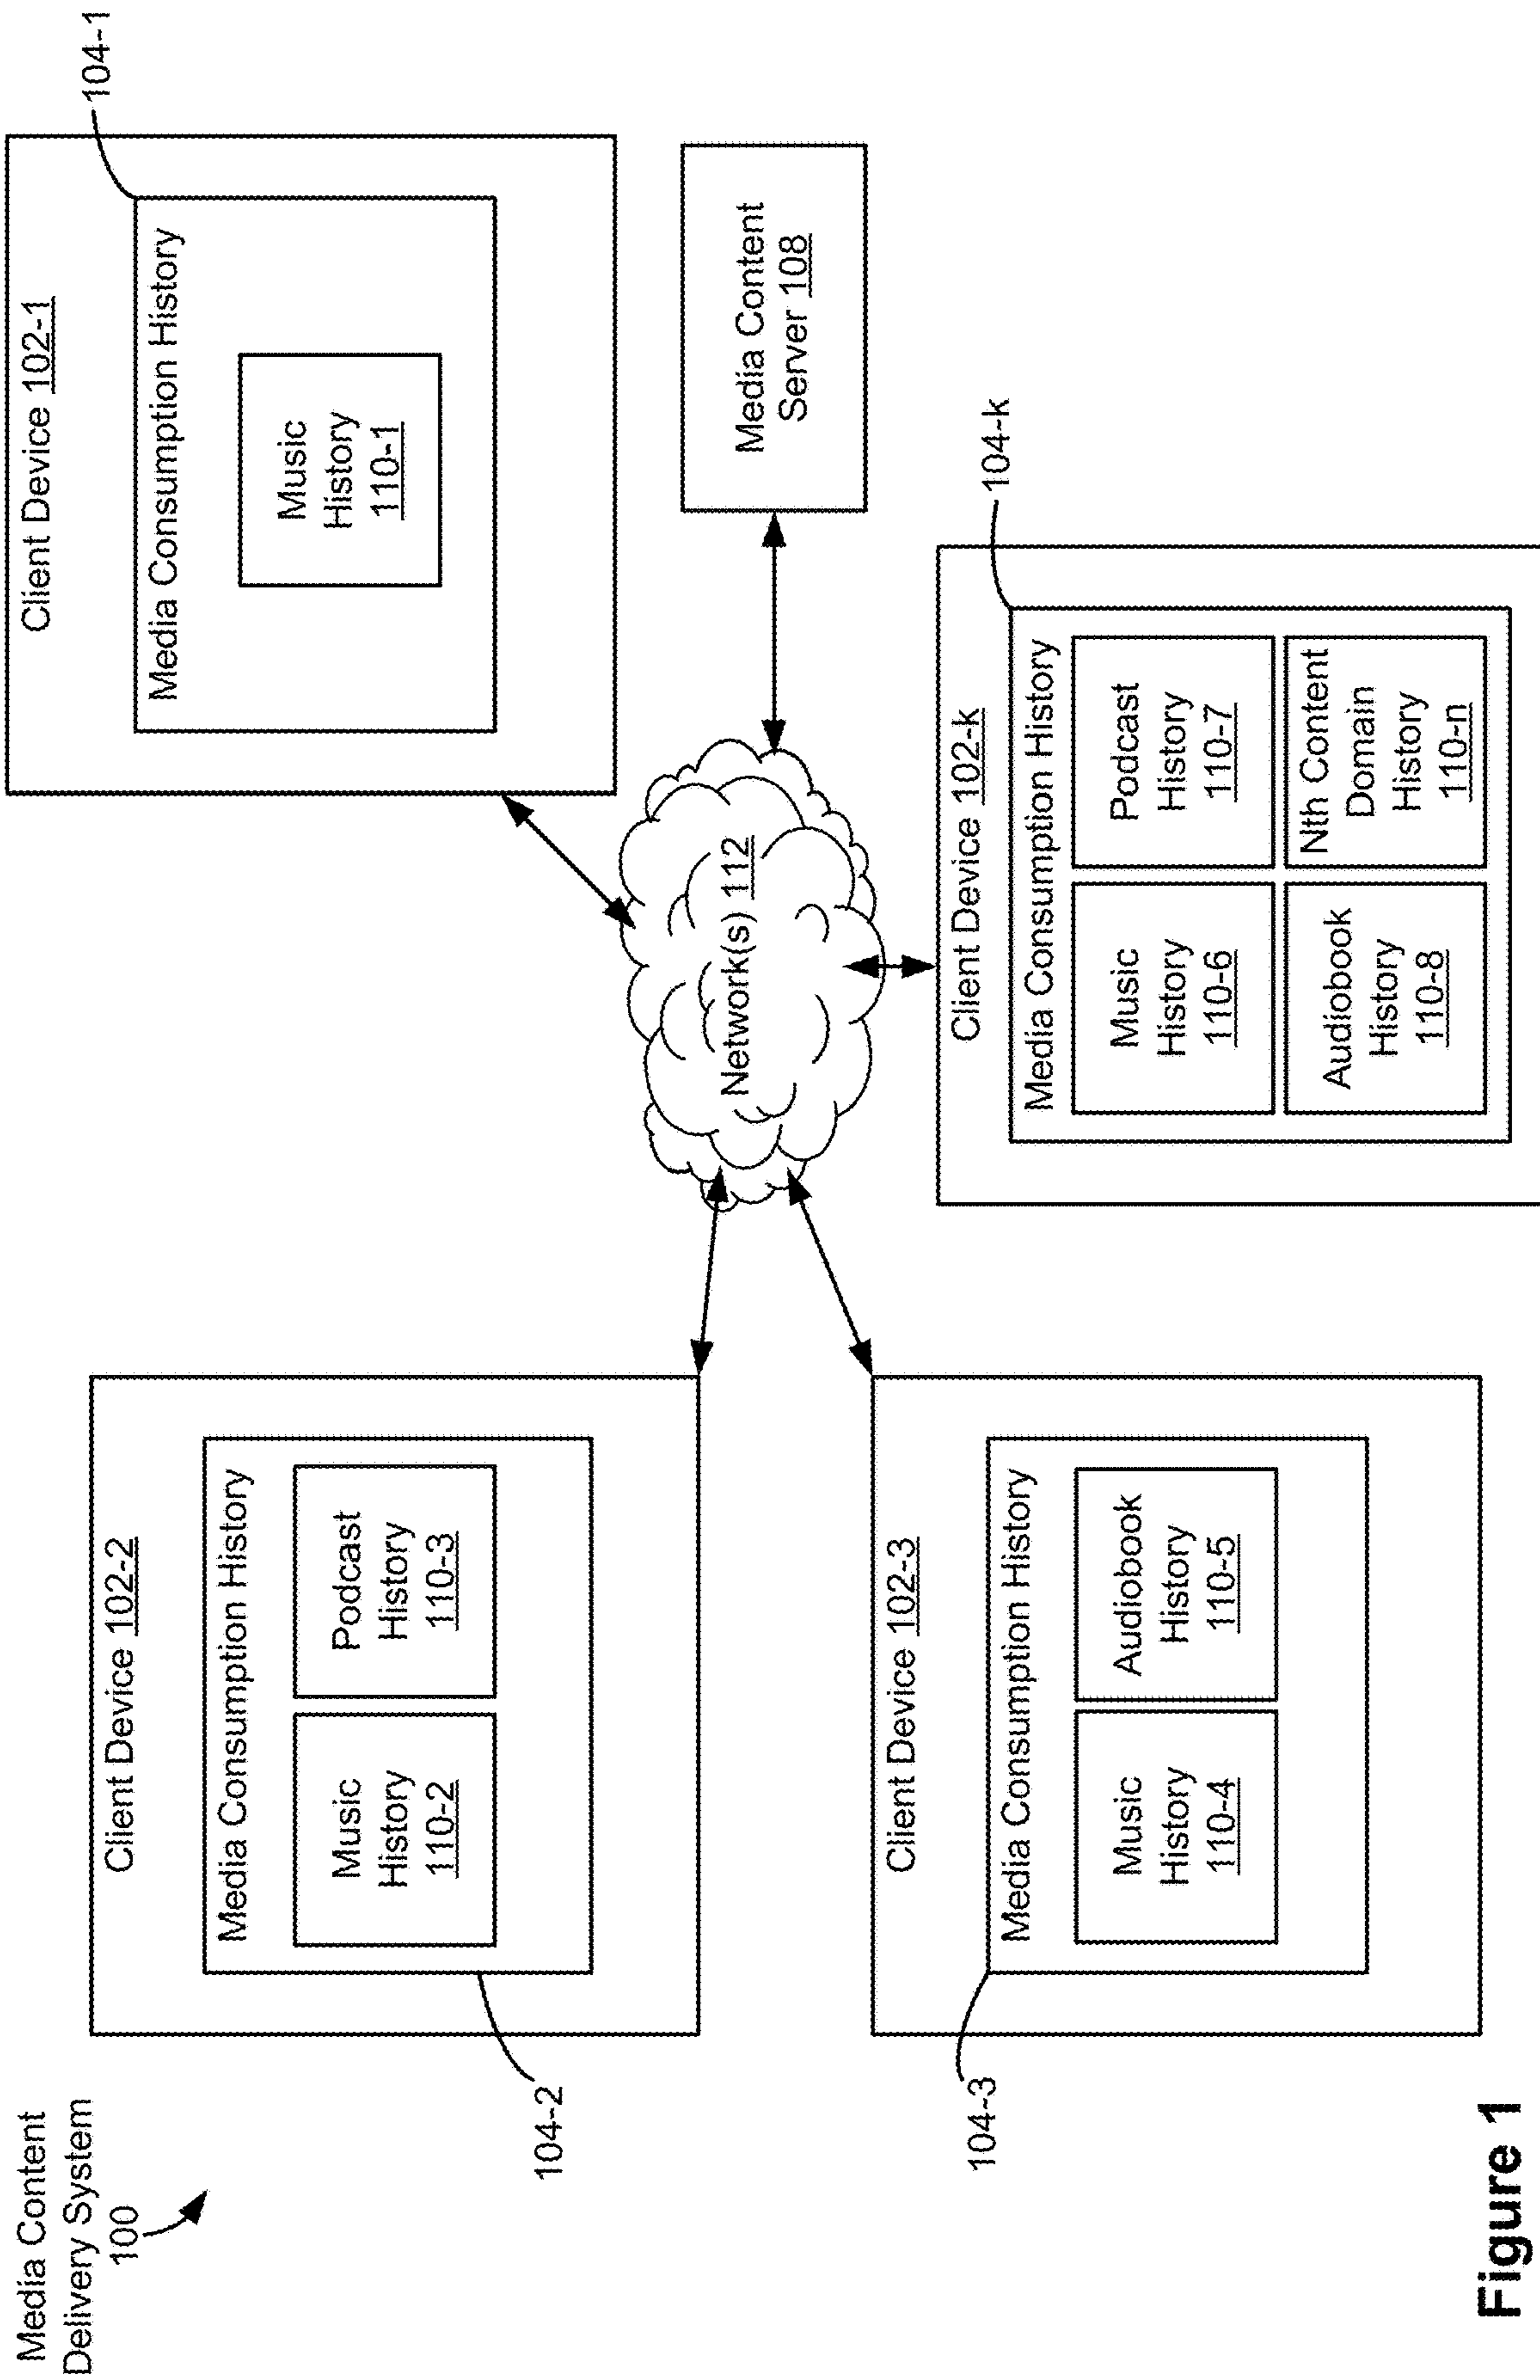 Media Content
Delivery System
100
Client Device 102-2
Media Consumption History
Music
History
110-2
Podcast
History
110-3
104-2
Client Device 102-1
104-1
Media Consumption History
Music
History
110-1
Network(s) 112
Media Content
Server 108
Client Device 102-3
Media Consumption History
Music
History
110-4
Audiobook
History
110-5
104-3
Client Device 102-k
104-k
Media Consumption History
Music
History
110-6
Podcast
History
110-7
Audiobook
History
110-8
Nth Content
Domain
History
110-n
Figure 1